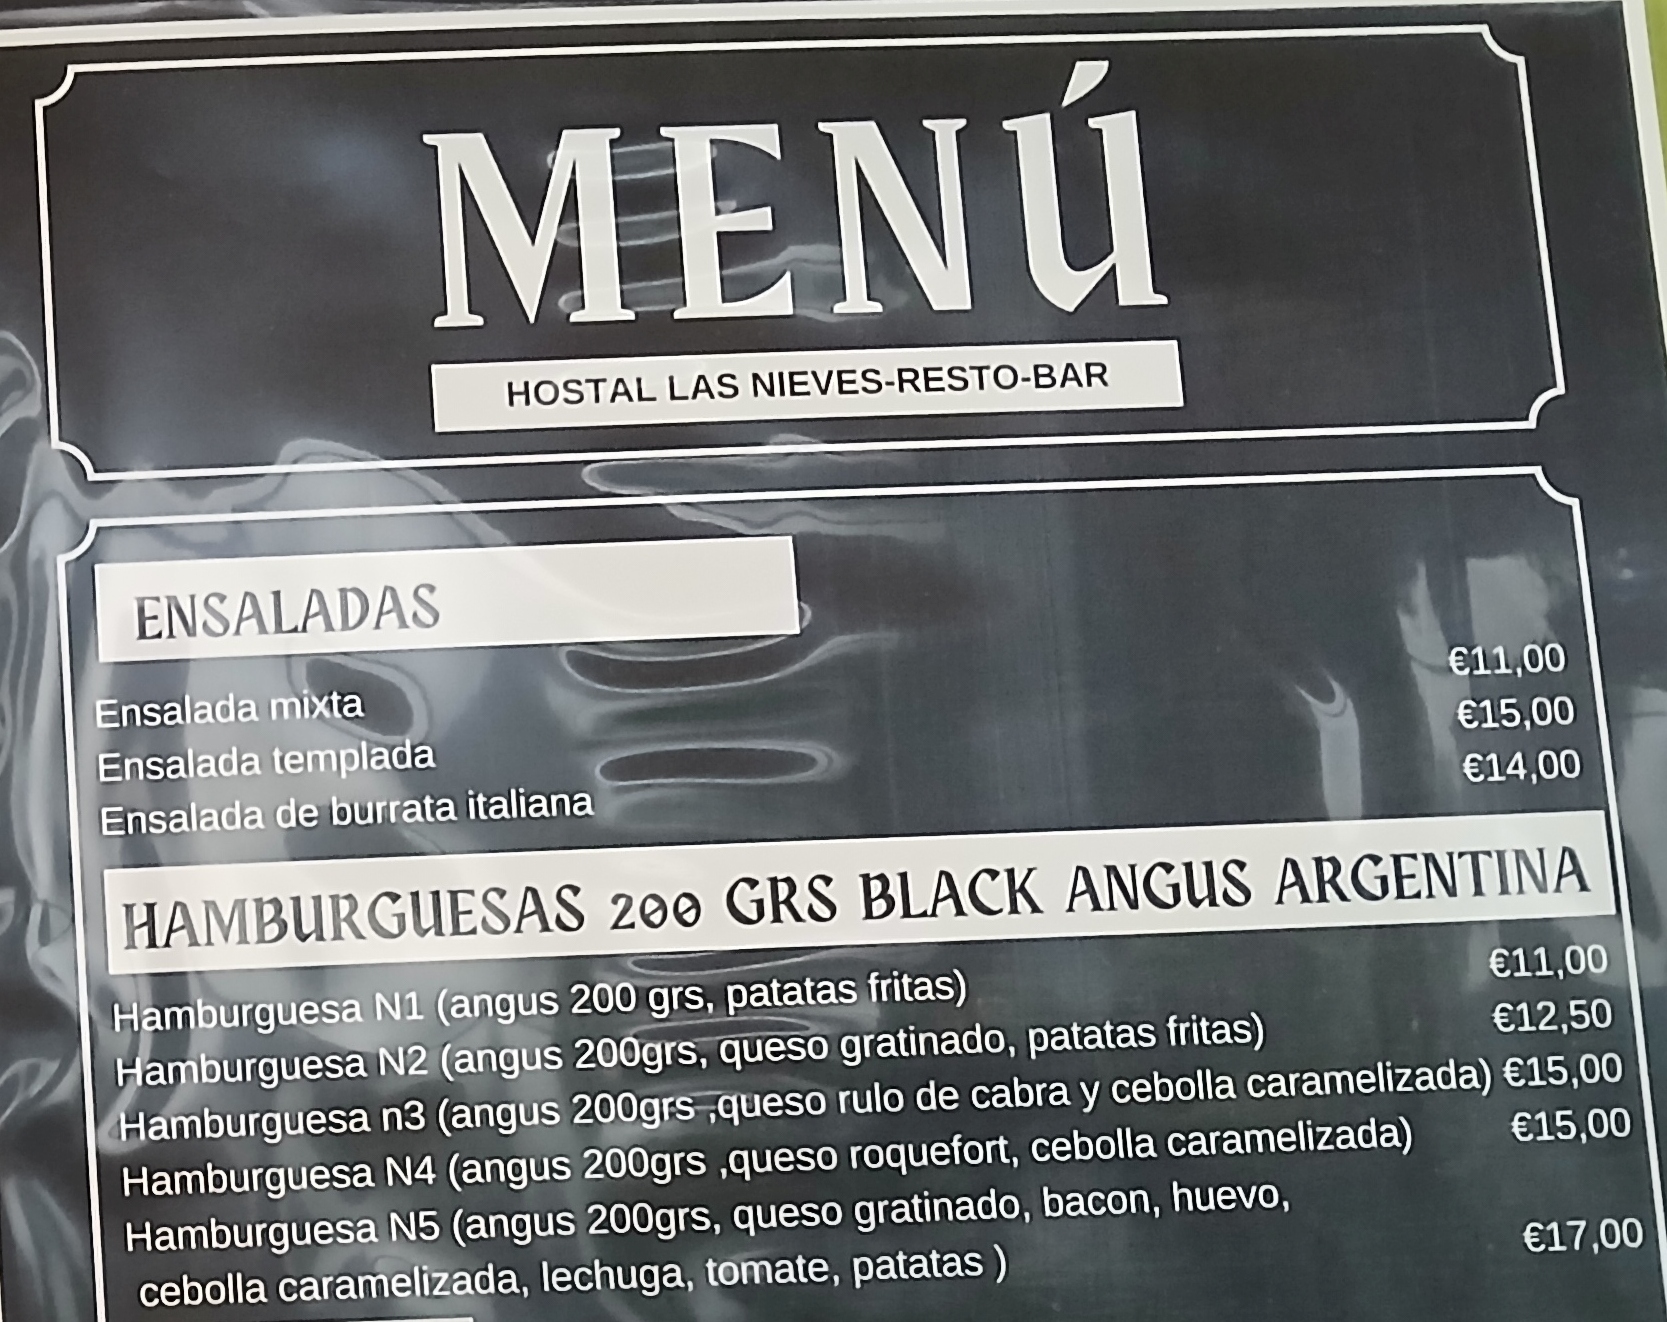 MENÚ
HOSTAL LAS NIEVES-RESTO-BAR
ENSALADAS
Ensalada mixta €11,00
Ensalada templada €15,00
Ensalada de burrata italiana €14,00
HAMBURGUESAS 200 GRS BLACK ANGUS ARGENTINA
Hamburguesa N1 (angus 200 grs, patatas fritas) €11,00
Hamburguesa N2 (angus 200grs, queso gratinado, patatas fritas) €12,50
Hamburguesa n3 (angus 200grs ,queso rulo de cabra y cebolla caramelizada) €15,00
Hamburguesa N4 (angus 200grs ,queso roquefort, cebolla caramelizada) €15,00
Hamburguesa N5 (angus 200grs, queso gratinado, bacon, huevo,
cebolla caramelizada, lechuga, tomate, patatas ) €17,00